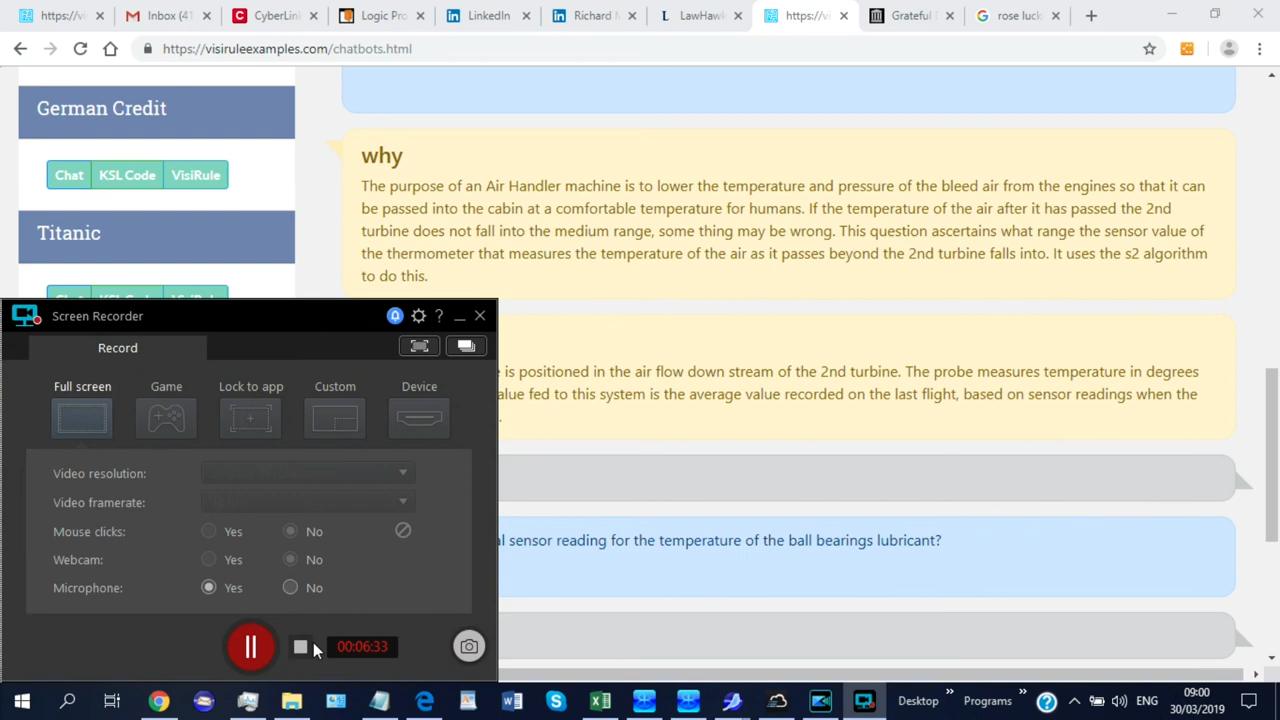 https://vi
Inbox (41
CyberLin
Logic Pro
LinkedIn
Richard M
LawHawk
https://vi
Grateful
rose luck
https://visiruleexamples.com/chatbots.html
German Credit
Chat KSL Code VisiRule
Titanic
why
The purpose of an Air Handler machine is to lower the temperature and pressure of the bleed air from the engines so that it can
be passed into the cabin at a comfortable temperature for humans. If the temperature of the air after it has passed the 2nd
turbine does not fall into the medium range, some thing may be wrong. This question ascertains what range the sensor value of
the thermometer that measures the temperature of the air as it passes beyond the 2nd turbine falls into. It uses the s2 algorithm
to do this.
is positioned in the air flow down stream of the 2nd turbine. The probe measures temperature in degrees
alue fed to this system is the average value recorded on the last flight, based on sensor readings when the
al sensor reading for the temperature of the ball bearings lubricant?
Screen Recorder
?
Record
Full screen Game Lock to app Custom Device
Video resolution:
Video framerate:
Mouse clicks: Yes No
Webcam: Yes No
Microphone: Yes No
00:06:33
Desktop
Programs
ENG
09:00
30/03/2019